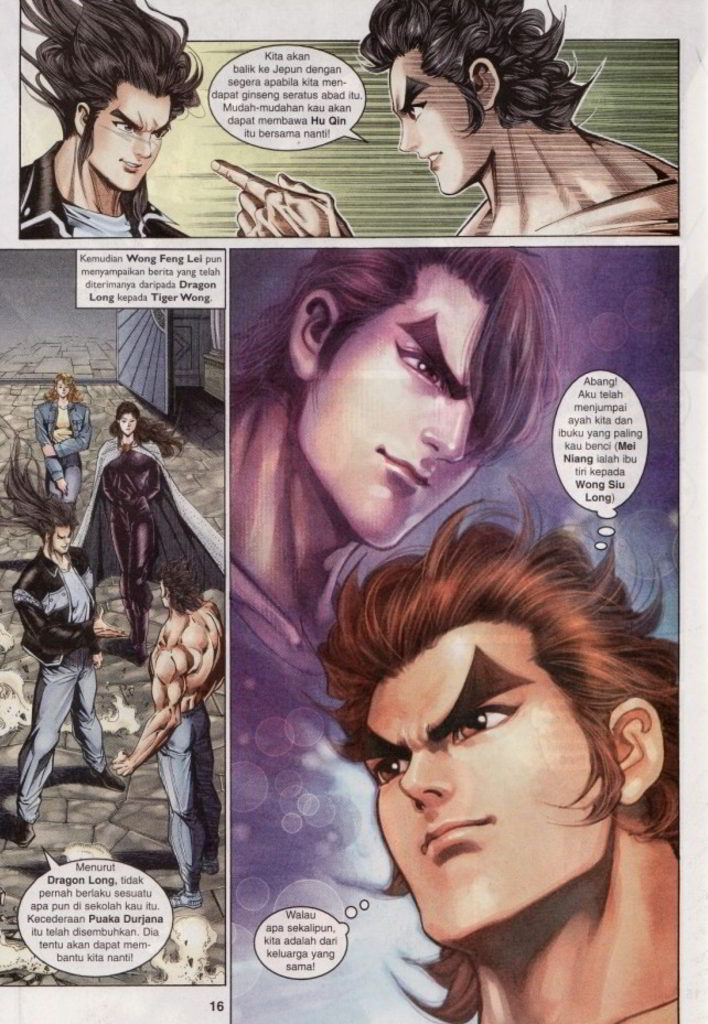 Kita akan
balik ke Jepun dengan
segera apabila kita men-
dapat ginseng seratus abad itu.
Mudah-mudahan kau akan
dapat membawa Hu Qin
itu bersama nanti!
Kemudian Wong Feng Lei pun
menyampaikan berita yang telah
diterimanya daripada Dragon
Long kepada Tiger Wong.
Menurut
Dragon Long, tidak
pernah berlaku sesuatu
apa pun di sekolah kau itu.
Kecederaan Puaka Durjana
itu telah disembuhkan. Dia
tentu akan dapat mem-
bantu kita nanti!
Abang!
Aku telah
menjumpai
ayah kita dan
ibuku yang paling
kau benci (Mei
Niang ialah ibu
tiri kepada
Wong Siu
Long)
Walau
apa sekalipun,
kita adalah dari
keluarga yang
sama!
16